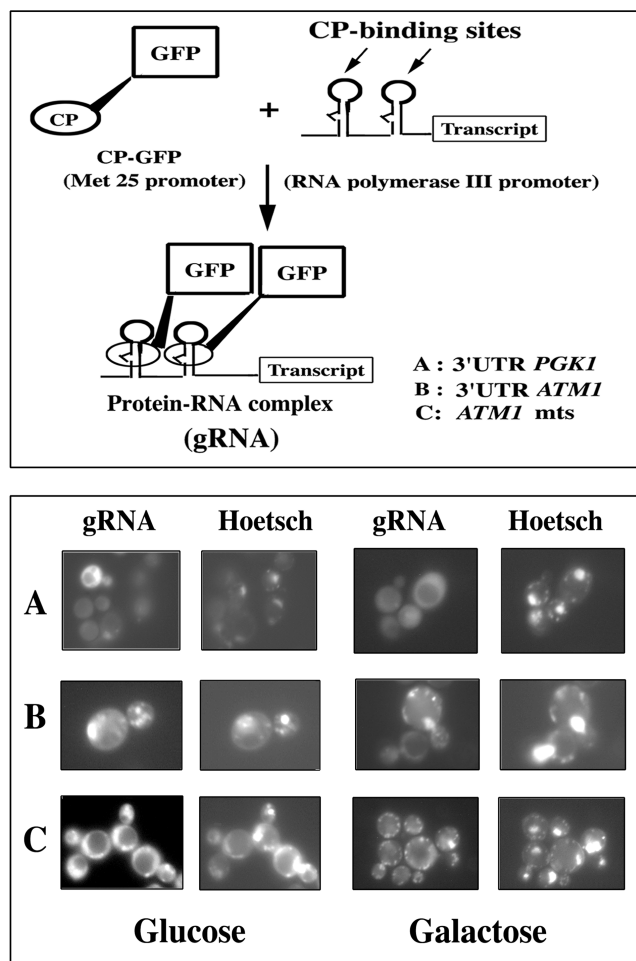 CP-binding sites
GFP
CP
+
Transcript
CP-GFP
(Met 25 promoter)
(RNA polymerase III promoter)
GFP GFP
Transcript
Protein-RNA complex
(gRNA)
A : 3'UTR PGK1
B : 3'UTR ATM1
C: ATM1 mts
gRNA Hoetsch gRNA Hoetsch
A
B
C
Glucose Galactose